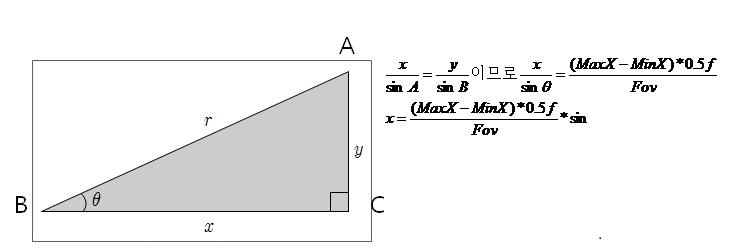 A
x/sin A = y/sin B 이므로 x/sin θ = (MaxX − MinX)*0.5f/Fov
x = (MaxX − MinX)*0.5f/Fov * sin
r
y
B θ C
x